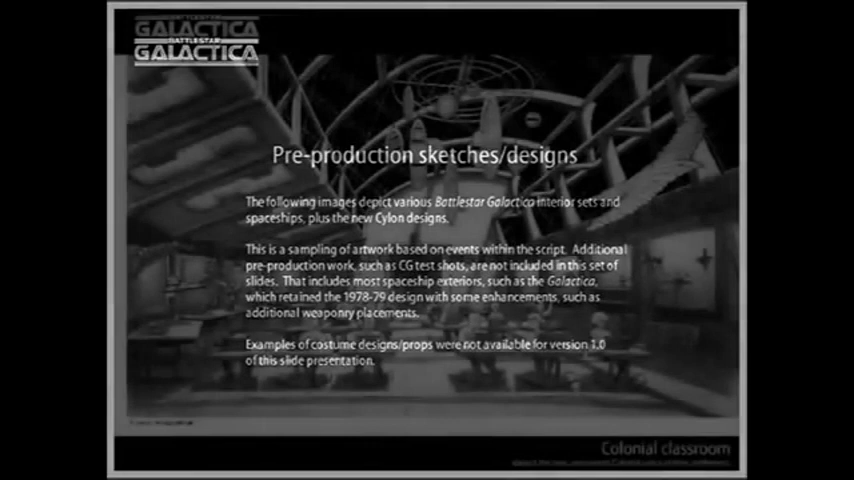 BATTLESTAR
GALACTICA
BATTLESTAR
GALACTICA
Pre-production sketches/designs
The following images depict various Battlestar Galactica interior sets and
spaceships, plus the new Cylon designs.
This is a sampling of artwork based on events within the script. Additional
pre-production work, such as CG test shots, are not included in this set of
slides. That includes most spaceship exteriors, such as the Galactica,
which retained the 1978-79 design with some enhancements, such as
additional weaponry placements.
Examples of costume designs/props were not available for version 1.0
of this slide presentation.
Colonial classroom